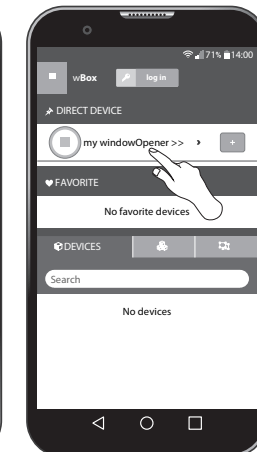 71% 14:00
wBox log in
DIRECT DEVICE
my windowOpener >> › +
FAVORITE
No favorite devices
DEVICES
Search
No devices